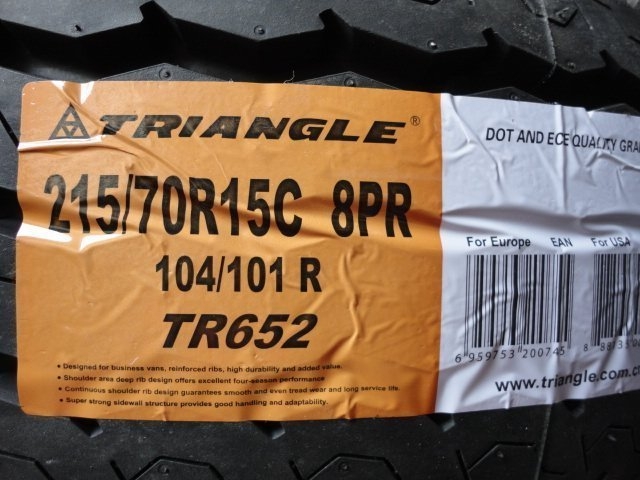 TRIANGLE®
215/70R15C 8PR
104/101 R
TR652
• Designed for business vans, reinforced ribs, high durability and added value.
• Shoulder area deep rib design offers excellent four-season performance
• Continuous shoulder rib design guarantees smooth and even tread wear and long service life.
• Super strong sidewall structure provides good handling and adaptability.
DOT AND ECE QUALITY GRA
For Europe EAN For USA
6 959753 200745
www.triangle.com.c